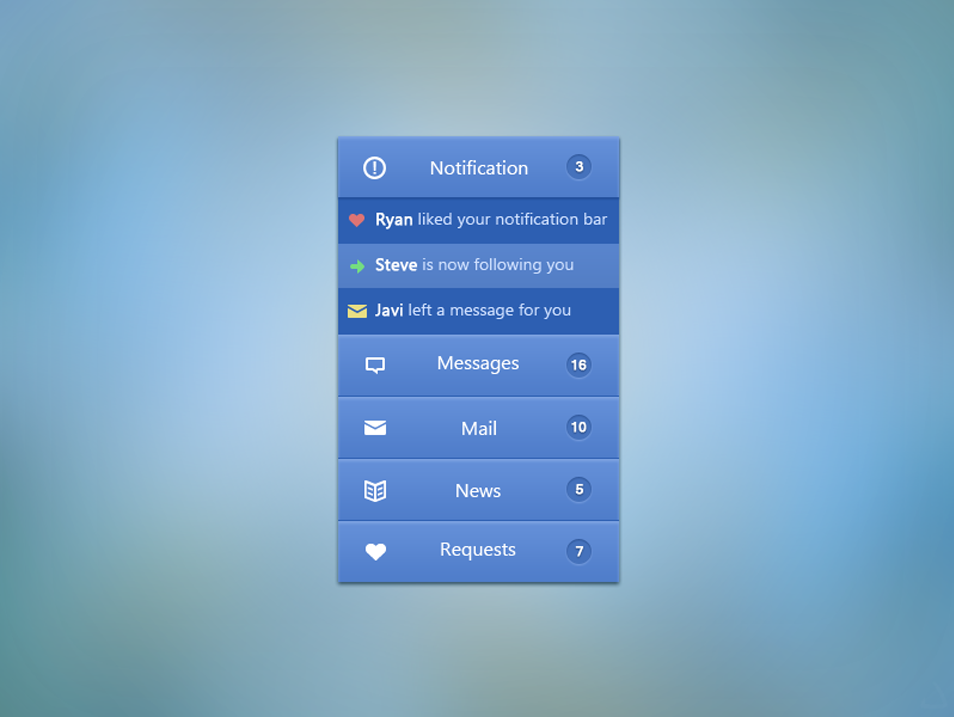 Notification 3
Ryan liked your notification bar
Steve is now following you
Javi left a message for you
Messages 16
Mail 10
News 5
Requests 7